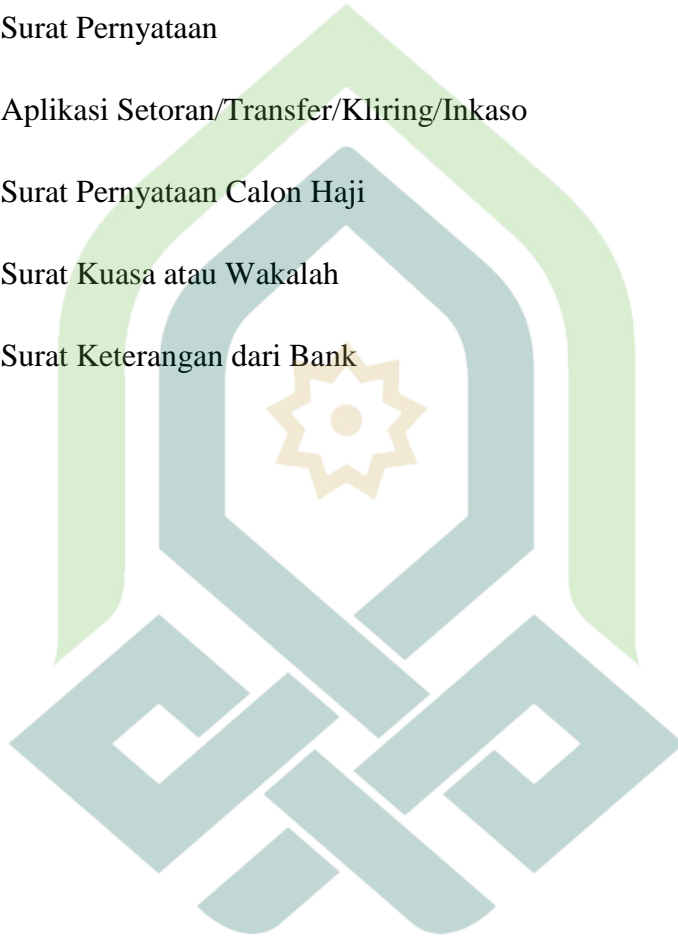 Surat Pernyataan
Aplikasi Setoran/Transfer/Kliring/Inkaso
Surat Pernyataan Calon Haji
Surat Kuasa atau Wakalah
Surat Keterangan dari Bank